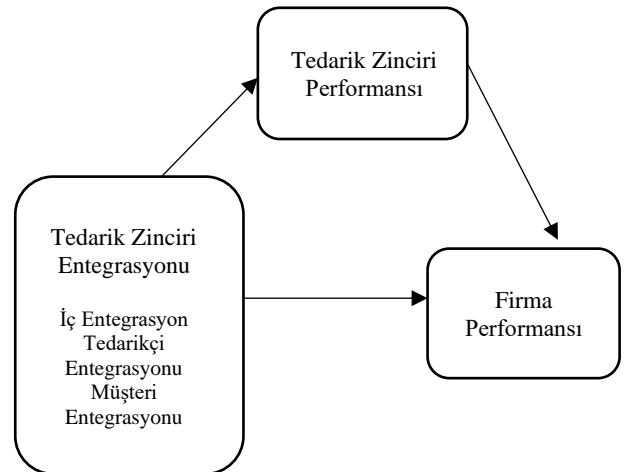 Tedarik Zinciri
Performansı
Tedarik Zinciri
Entegrasyonu
İç Entegrasyon
Tedarikçi
Entegrasyonu
Müşteri
Entegrasyonu
Firma
Performansı